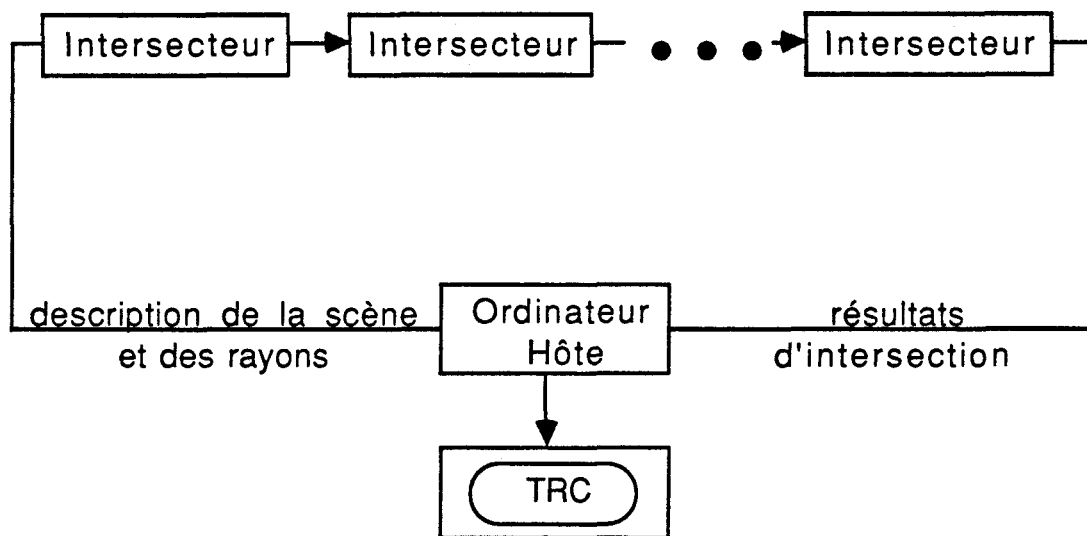 Intersecteur
Intersecteur
Intersecteur
description de la scène
et des rayons
Ordinateur
Hôte
résultats
d'intersection
TRC